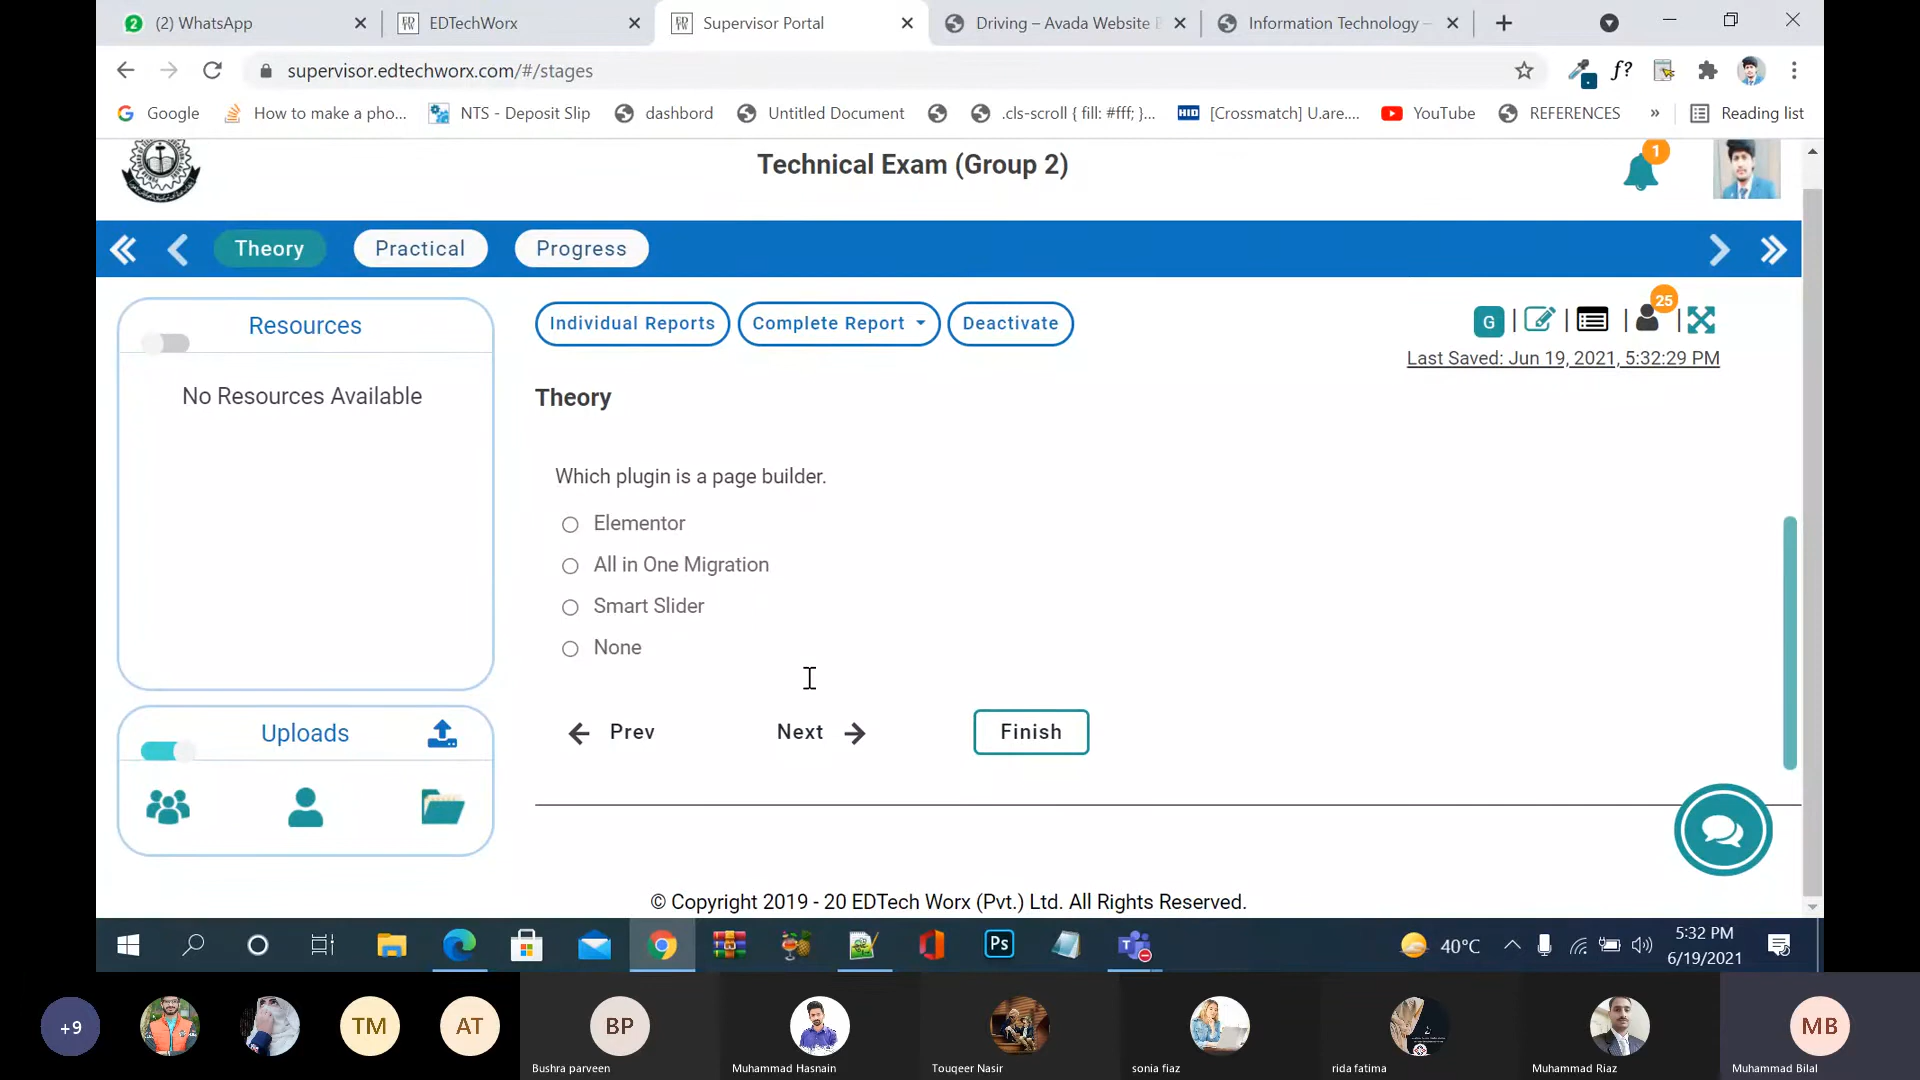 2 (2) WhatsApp
EDTechWorx
Supervisor Portal
Driving – Avada Website
Information Technology –
supervisor.edtechworx.com/#/stages
f?
Google
How to make a pho...
NTS - Deposit Slip
dashbord
Untitled Document
.cls-scroll { fill: #fff; }...
HID [Crossmatch] U.are....
YouTube
REFERENCES
»
Reading list
Technical Exam (Group 2)
1
Theory
Practical
Progress
Resources
No Resources Available
Individual Reports
Complete Report
Deactivate
G
25
Last Saved: Jun 19, 2021, 5:32:29 PM
Theory
Which plugin is a page builder.
Elementor
All in One Migration
Smart Slider
None
Prev
Next
Finish
Uploads
© Copyright 2019 - 20 EDTech Worx (Pvt.) Ltd. All Rights Reserved.
Ps
40°C
5:32 PM
6/19/2021
+9
TM
AT
BP
MB
Bushra parveen
Muhammad Hasnain
Touqeer Nasir
sonia fiaz
rida fatima
Muhammad Riaz
Muhammad Bilal